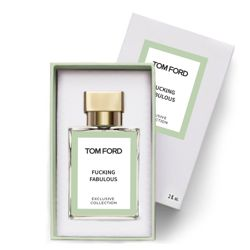 TOM FORD
FUCKING
FABULOUS
EXCLUSIVE
COLLECTION
TOM FORD
FUCKING
FABULOUS
EXCLUSIVE
COLLECTION